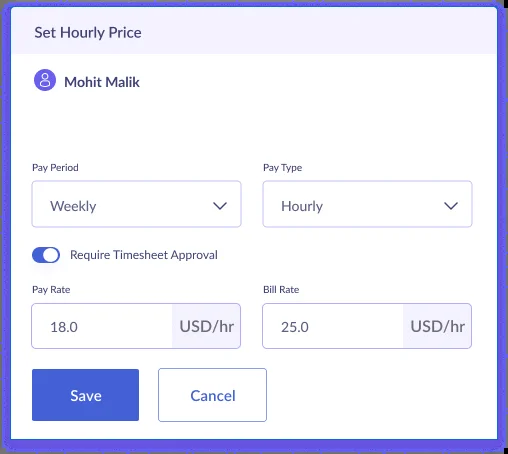 Set Hourly Price
Mohit Malik
Pay Period
Pay Type
Weekly
Hourly
Require Timesheet Approval
Pay Rate
Bill Rate
18.0 USD/hr
25.0 USD/hr
Save
Cancel